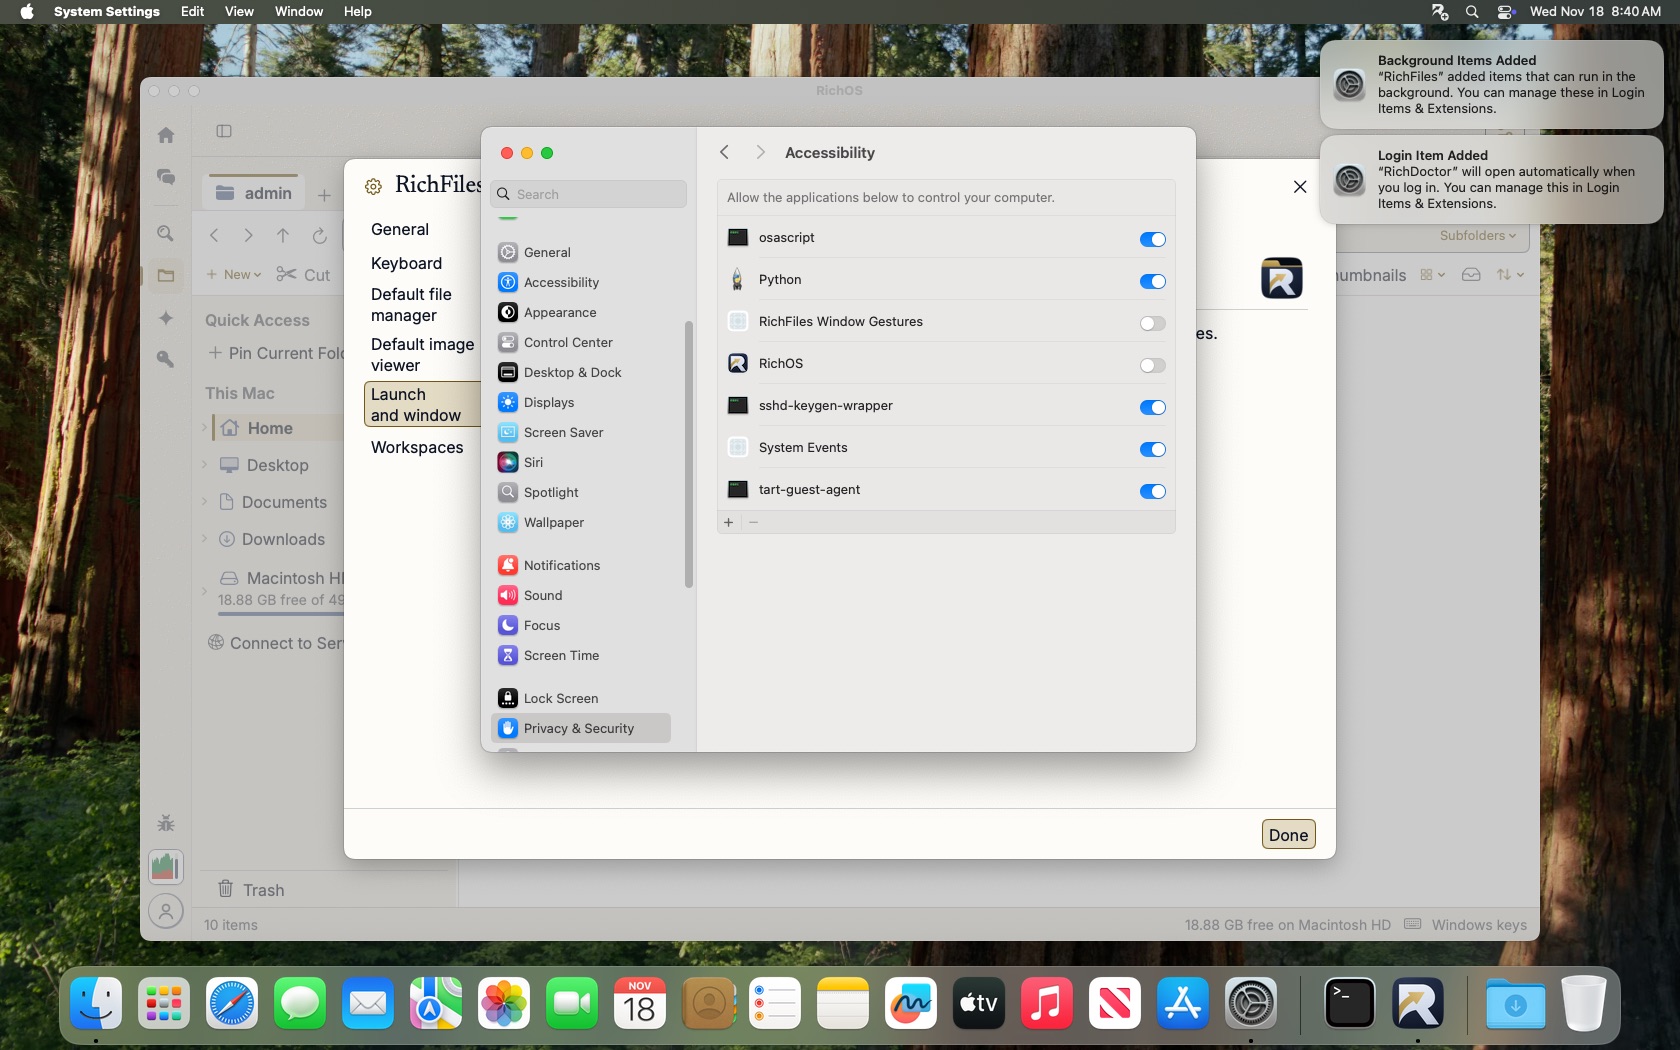 System Settings Edit View Window Help
Wed Nov 18 8:40 AM
Background Items Added
“RichFiles” added items that can run in the
background. You can manage these in Login
Items & Extensions.
Login Item Added
“RichDoctor” will open automatically when
you log in. You can manage this in Login
Items & Extensions.
RichOS
admin
New
Cut
Subfolders
Quick Access
Pin Current
This Mac
Home
Desktop
Documents
Downloads
Macintosh
18.88 GB free of
Connect to
Trash
10 items
18.88 GB free on Macintosh HD
Windows keys
RichFiles
General
Keyboard
Default file
manager
Default image
viewer
Launch
and window
Workspaces
Done
Search
General
Accessibility
Appearance
Control Center
Desktop & Dock
Displays
Screen Saver
Siri
Spotlight
Wallpaper
Notifications
Sound
Focus
Screen Time
Lock Screen
Privacy & Security
Accessibility
Allow the applications below to control your computer.
osascript
Python
RichFiles Window Gestures
RichOS
sshd-keygen-wrapper
System Events
tart-guest-agent
NOV
18
tv